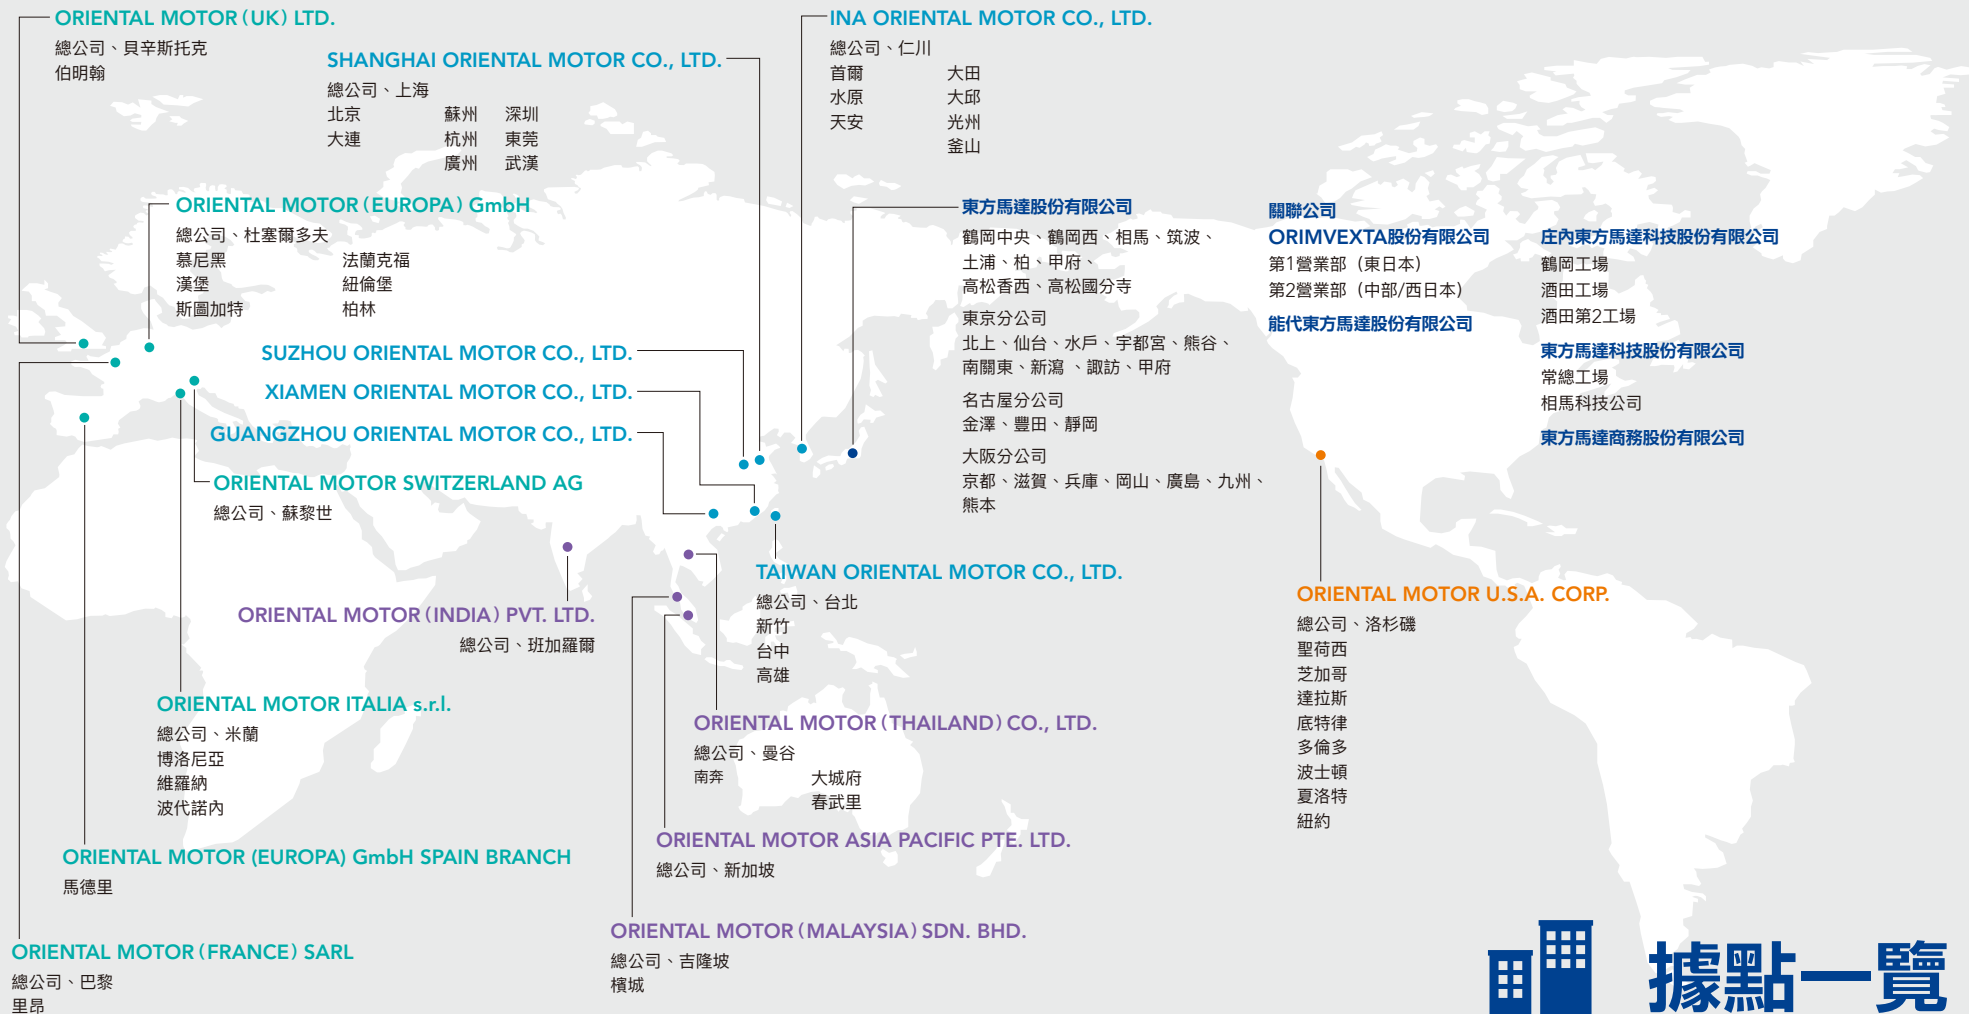 ORIENTAL MOTOR (UK) LTD.
總公司、貝辛斯托克
伯明翰
SHANGHAI ORIENTAL MOTOR CO., LTD.
總公司、上海
北京 蘇州 深圳
大連 杭州 東莞
廣州 武漢
INA ORIENTAL MOTOR CO., LTD.
總公司、仁川
首爾 大田
水原 大邱
天安 光州
釜山
ORIENTAL MOTOR (EUROPA) GmbH
總公司、杜塞爾多夫
慕尼黑 法蘭克福
漢堡 紐倫堡
斯圖加特 柏林
東方馬達股份有限公司
鶴岡中央、鶴岡西、相馬、筑波、
土浦、柏、甲府、
高松香西、高松國分寺
東京分公司
北上、仙台、水戶、宇都宮、熊谷、
南關東、新瀉 、諏訪、甲府
名古屋分公司
金澤、豐田、靜岡
大阪分公司
京都、滋賀、兵庫、岡山、廣島、九州、
熊本
關聯公司
ORIMVEXTA股份有限公司
第1營業部（東日本）
第2營業部（中部/西日本）
能代東方馬達股份有限公司
庄內東方馬達科技股份有限公司
鶴岡工場
酒田工場
酒田第2工場
東方馬達科技股份有限公司
常總工場
相馬科技公司
東方馬達商務股份有限公司
SUZHOU ORIENTAL MOTOR CO., LTD.
XIAMEN ORIENTAL MOTOR CO., LTD.
GUANGZHOU ORIENTAL MOTOR CO., LTD.
ORIENTAL MOTOR SWITZERLAND AG
總公司、蘇黎世
TAIWAN ORIENTAL MOTOR CO., LTD.
總公司、台北
新竹
台中
高雄
ORIENTAL MOTOR (INDIA) PVT. LTD.
總公司、班加羅爾
ORIENTAL MOTOR U.S.A. CORP.
總公司、洛杉磯
聖荷西
芝加哥
達拉斯
底特律
多倫多
波士頓
夏洛特
紐約
ORIENTAL MOTOR ITALIA s.r.l.
總公司、米蘭
博洛尼亞
維羅納
波代諾內
ORIENTAL MOTOR (THAILAND) CO., LTD.
總公司、曼谷
南奔 大城府
春武里
ORIENTAL MOTOR ASIA PACIFIC PTE. LTD.
總公司、新加坡
ORIENTAL MOTOR (EUROPA) GmbH SPAIN BRANCH
馬德里
ORIENTAL MOTOR (MALAYSIA) SDN. BHD.
總公司、吉隆坡
檳城
ORIENTAL MOTOR (FRANCE) SARL
總公司、巴黎
里昂
據點一覽